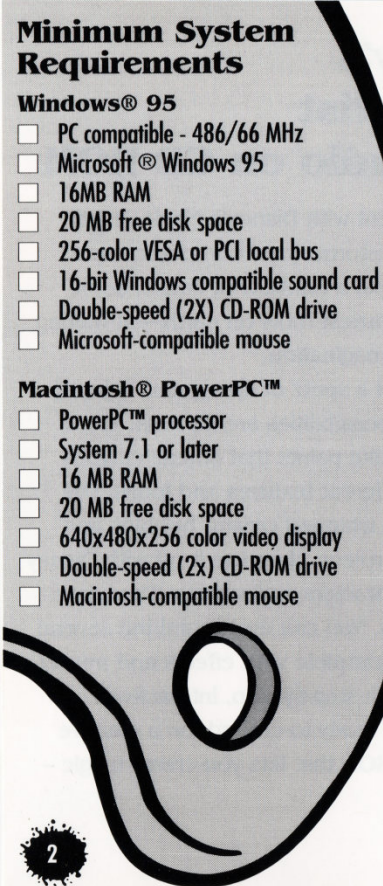 Minimum System
Requirements
Windows® 95
PC compatible - 486/66 MHz
Microsoft ® Windows 95
16MB RAM
20 MB free disk space
256-color VESA or PCI local bus
16-bit Windows compatible sound card
Double-speed (2X) CD-ROM drive
Microsoft-compatible mouse
Macintosh® PowerPC™
PowerPC™ processor
System 7.1 or later
16 MB RAM
20 MB free disk space
640x480x256 color video display
Double-speed (2x) CD-ROM drive
Macintosh-compatible mouse
2